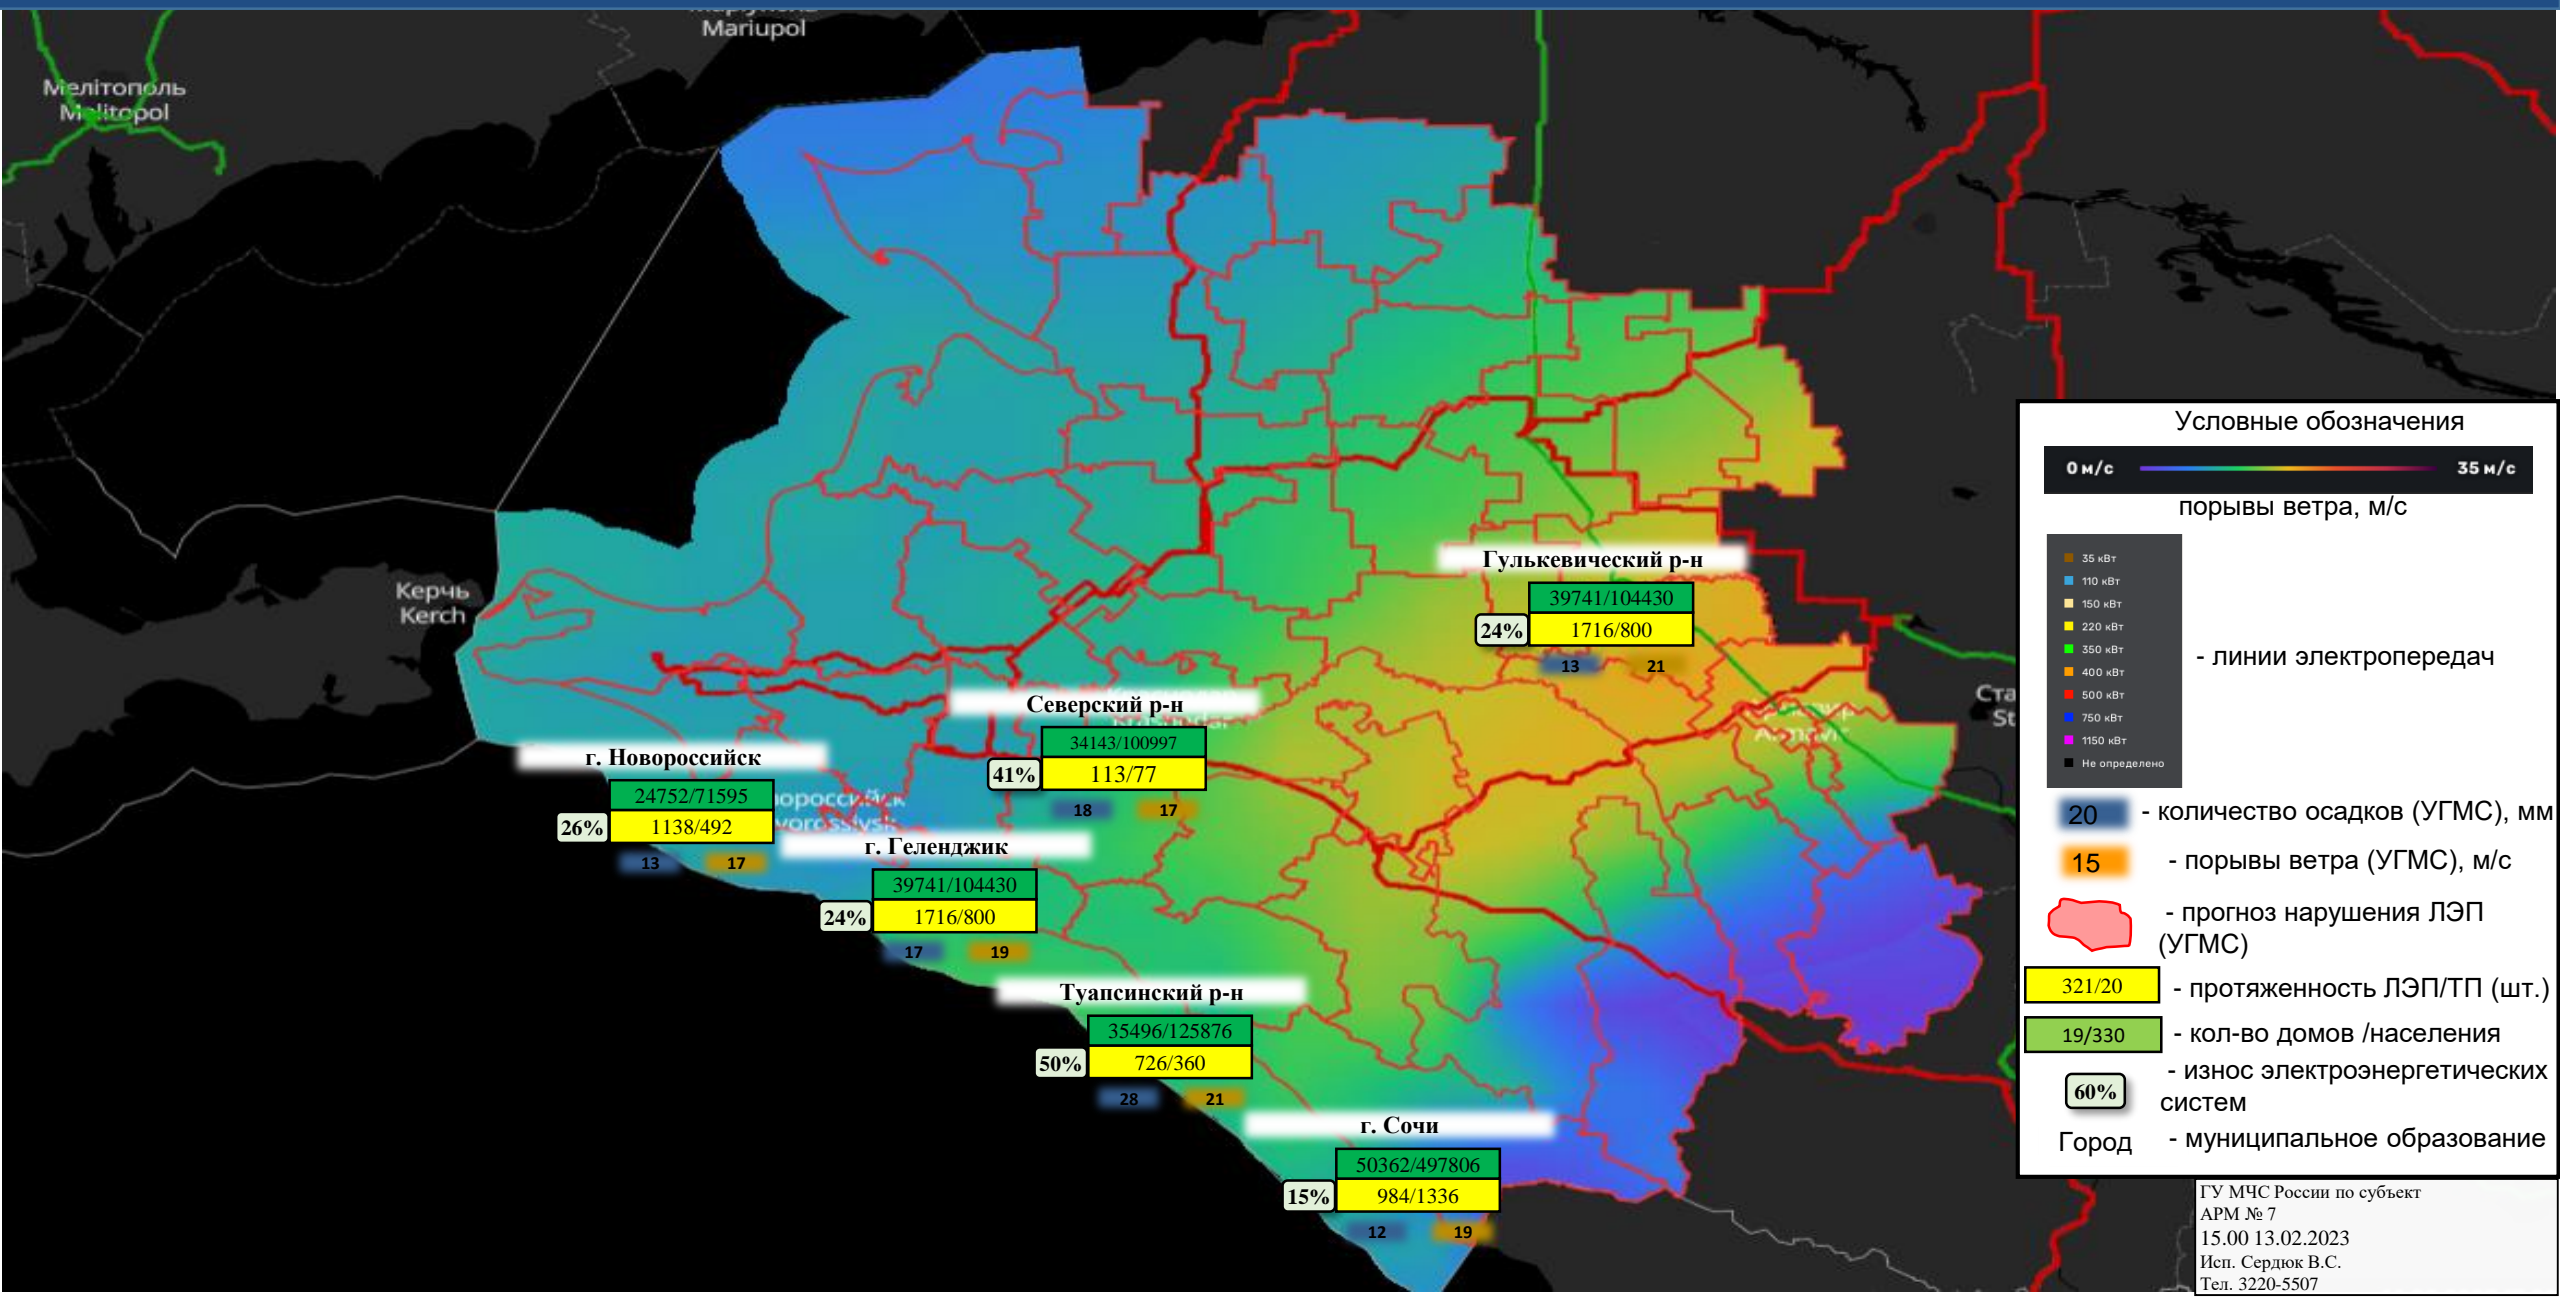 Mariupol
Мелітополь
Melitopol
Керчь
Kerch
Гулькевический р-н
39741/104430
24%
1716/800
13
21
Северский р-н
34143/100997
41%
113/77
18
17
г. Новороссийск
24752/71595
26%
1138/492
13
17
г. Геленджик
39741/104430
24%
1716/800
17
19
Туапсинский р-н
35496/125876
50%
726/360
28
21
г. Сочи
50362/497806
15%
984/1336
12
19
Условные обозначения
0 м/с
35 м/с
порывы ветра, м/с
35 кВт
110 кВт
150 кВт
220 кВт
350 кВт
400 кВт
500 кВт
750 кВт
1150 кВт
Не определено
- линии электропередач
20 - количество осадков (УГМС), мм
15 - порывы ветра (УГМС), м/с
- прогноз нарушения ЛЭП
(УГМС)
321/20 - протяженность ЛЭП/ТП (шт.)
19/330 - кол-во домов /населения
60% - износ электроэнергетических
систем
Город - муниципальное образование
ГУ МЧС России по субъект
АРМ № 7
15.00 13.02.2023
Исп. Сердюк В.С.
Тел. 3220-5507